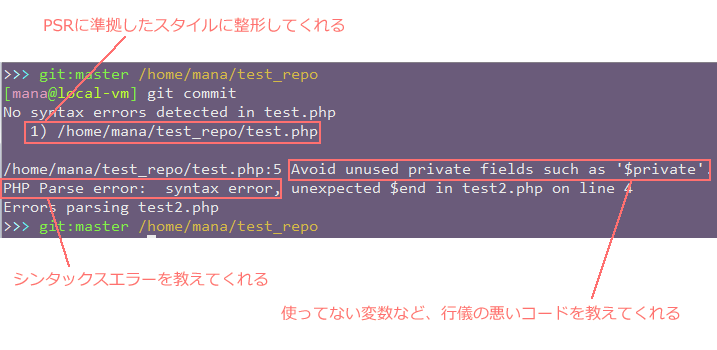 PSRに準拠したスタイルに整形してくれる
>>> git:master /home/mana/test_repo
[mana@local-vm] git commit
No syntax errors detected in test.php
1) /home/mana/test_repo/test.php
/home/mana/test_repo/test.php:5 Avoid unused private fields such as '$private'.
PHP Parse error:  syntax error, unexpected $end in test2.php on line 4
Errors parsing test2.php
>>> git:master /home/mana/test_repo
シンタックスエラーを教えてくれる
使ってない変数など、行儀の悪いコードを教えてくれる